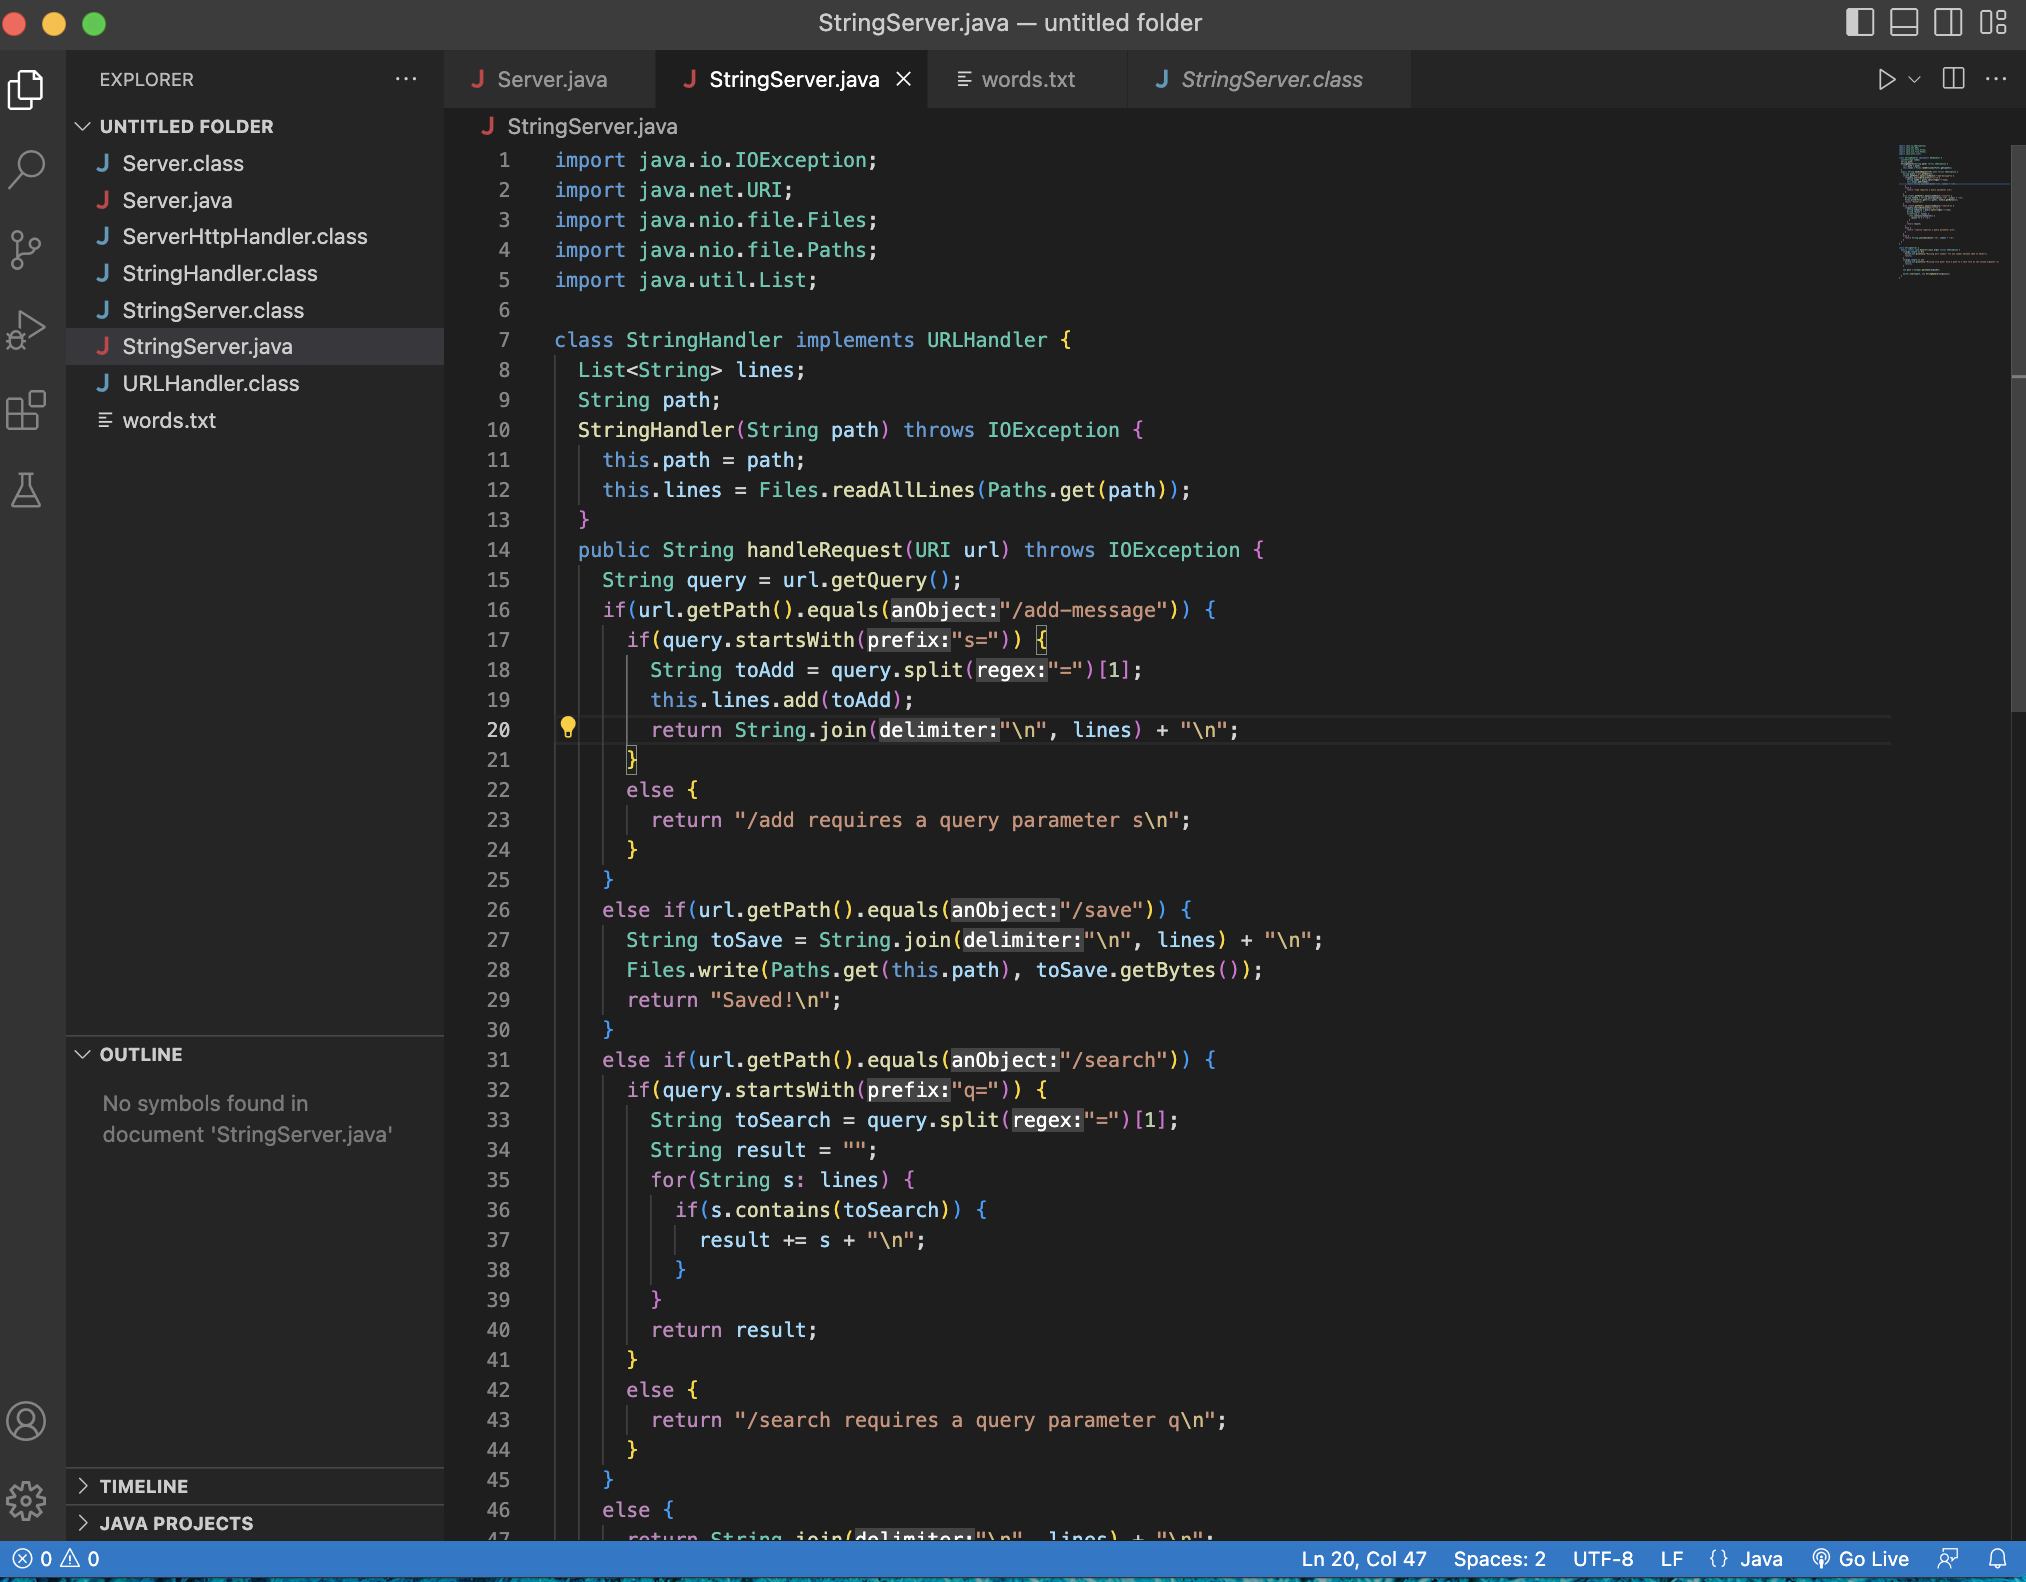 StringServer.java — untitled folder
EXPLORER
Server.java
StringServer.java
words.txt
StringServer.class
UNTITLED FOLDER
Server.class
Server.java
ServerHttpHandler.class
StringHandler.class
StringServer.class
StringServer.java
URLHandler.class
words.txt
OUTLINE
No symbols found in
document 'StringServer.java'
TIMELINE
JAVA PROJECTS
StringServer.java
1 import java.io.IOException;
2 import java.net.URI;
3 import java.nio.file.Files;
4 import java.nio.file.Paths;
5 import java.util.List;
6
7 class StringHandler implements URLHandler {
8 List<String> lines;
9 String path;
10 StringHandler(String path) throws IOException {
11 this.path = path;
12 this.lines = Files.readAllLines(Paths.get(path));
13 }
14 public String handleRequest(URI url) throws IOException {
15 String query = url.getQuery();
16 if(url.getPath().equals(anObject:"/add-message")) {
17 if(query.startsWith(prefix:"s=")) {
18 String toAdd = query.split(regex:"=")[1];
19 this.lines.add(toAdd);
20 return String.join(delimiter:"\n", lines) + "\n";
21 }
22 else {
23 return "/add requires a query parameter s\n";
24 }
25 }
26 else if(url.getPath().equals(anObject:"/save")) {
27 String toSave = String.join(delimiter:"\n", lines) + "\n";
28 Files.write(Paths.get(this.path), toSave.getBytes());
29 return "Saved!\n";
30 }
31 else if(url.getPath().equals(anObject:"/search")) {
32 if(query.startsWith(prefix:"q=")) {
33 String toSearch = query.split(regex:"=")[1];
34 String result = "";
35 for(String s: lines) {
36 if(s.contains(toSearch)) {
37 result += s + "\n";
38 }
39 }
40 return result;
41 }
42 else {
43 return "/search requires a query parameter q\n";
44 }
45 }
46 else {
47 return String.join(delimiter:"\n", lines) + "\n";
0 0
Ln 20, Col 47 Spaces: 2 UTF-8 LF {} Java Go Live